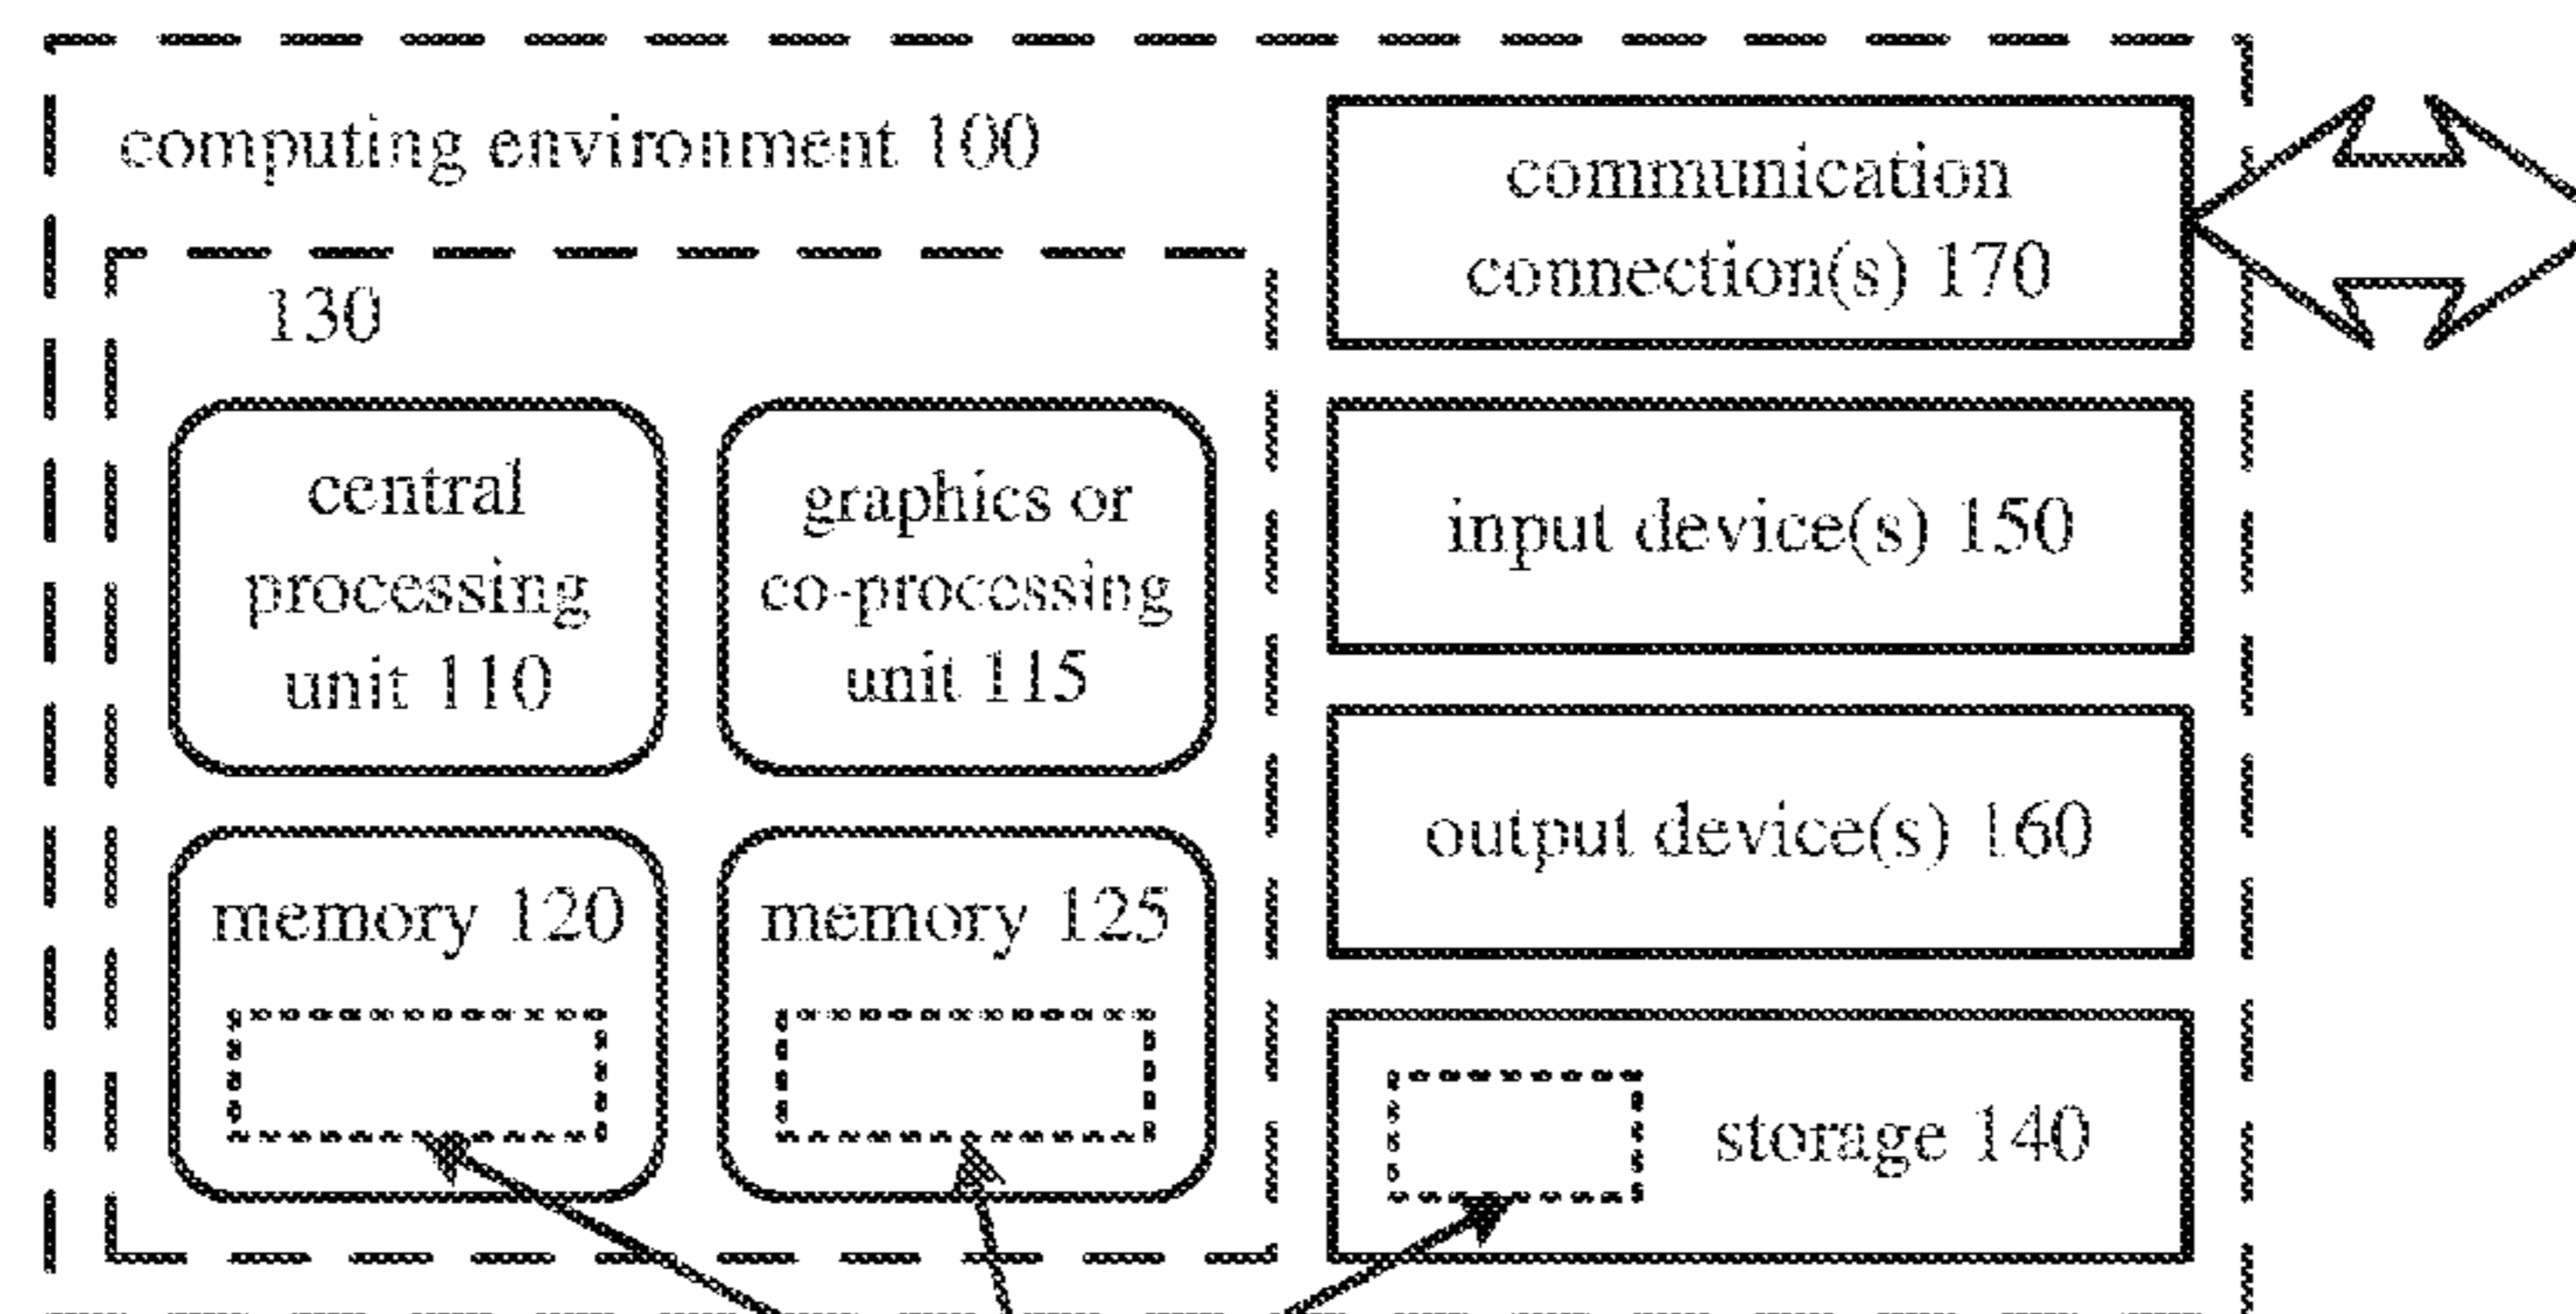 computing environment 100
communication
connection(s) 170
130
central
processing
unit 110
graphics or
co-processing
unit 115
input device(s) 150
output device(s) 160
memory 120
memory 125
storage 140